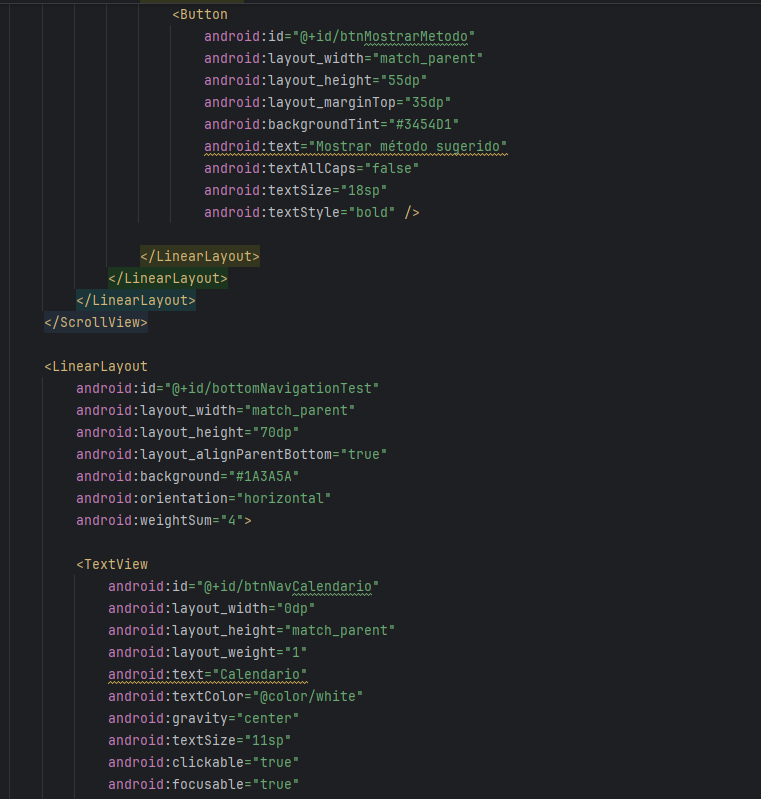 <Button
android:id="@+id/btnMostrarMetodo"
android:layout_width="match_parent"
android:layout_height="55dp"
android:layout_marginTop="35dp"
android:backgroundTint="#3454D1"
android:text="Mostrar método sugerido"
android:textAllCaps="false"
android:textSize="18sp"
android:textStyle="bold" />
</LinearLayout>
</LinearLayout>
</LinearLayout>
</ScrollView>
<LinearLayout
android:id="@+id/bottomNavigationTest"
android:layout_width="match_parent"
android:layout_height="70dp"
android:layout_alignParentBottom="true"
android:background="#1A3A5A"
android:orientation="horizontal"
android:weightSum="4">
<TextView
android:id="@+id/btnNavCalendario"
android:layout_width="0dp"
android:layout_height="match_parent"
android:layout_weight="1"
android:text="Calendario"
android:textColor="@color/white"
android:gravity="center"
android:textSize="11sp"
android:clickable="true"
android:focusable="true"